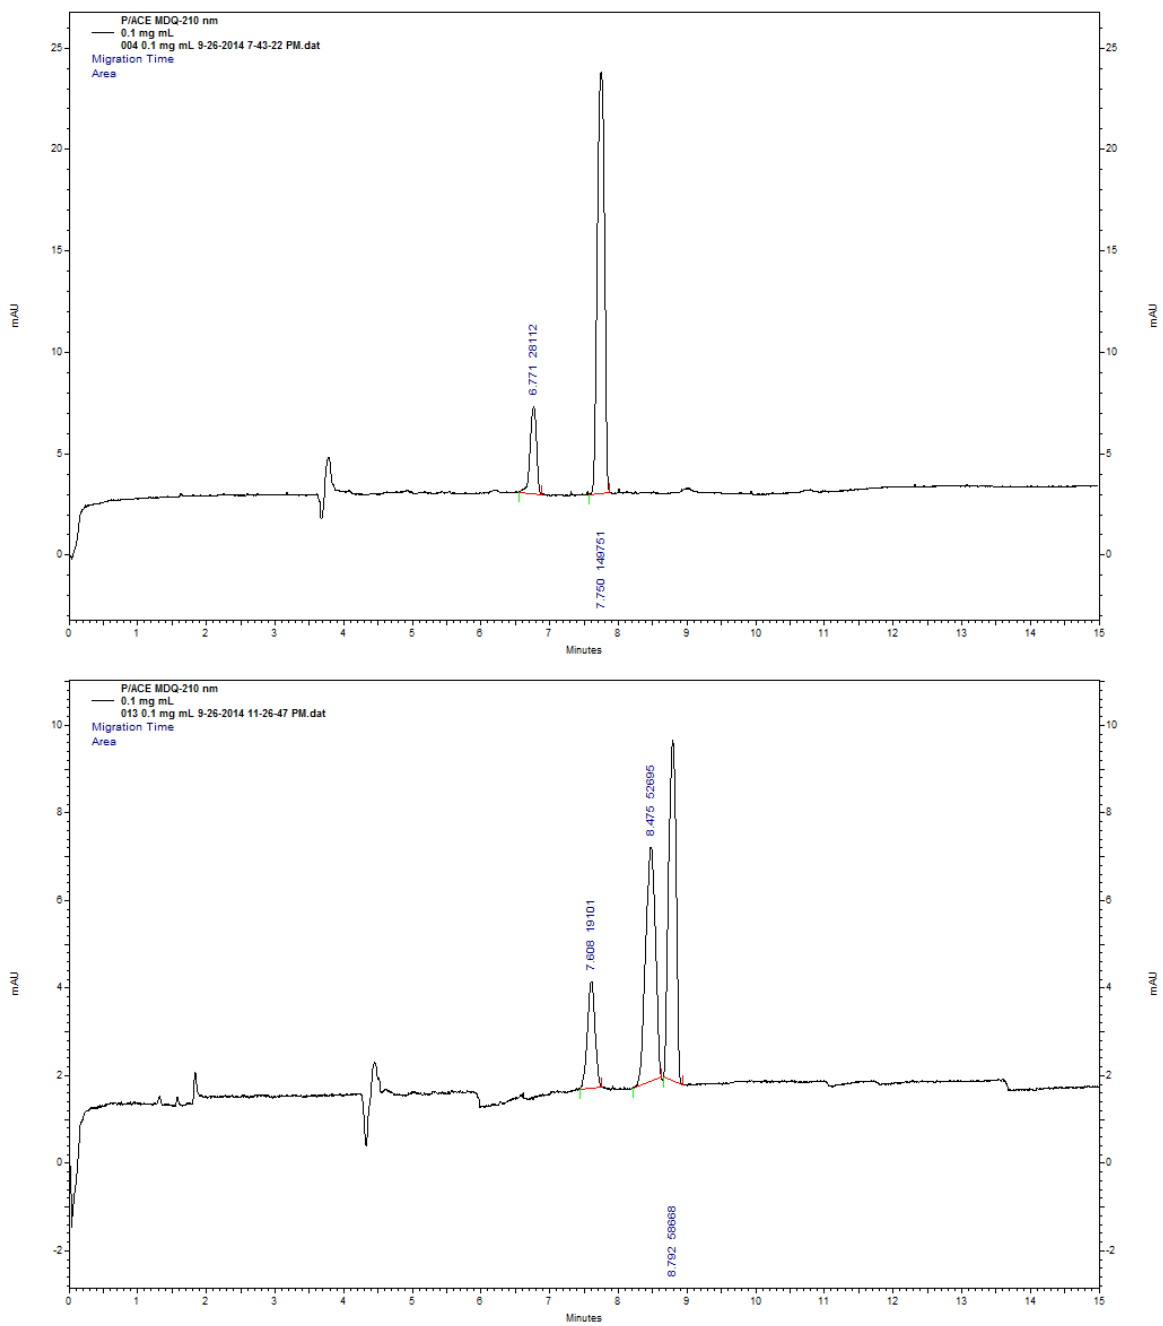 P/ACE MDQ-210 nm
0.1 mg mL
004 0.1 mg mL 9-26-2014 7-43-22 PM.dat
Migration Time
Area
25
20
15
10
5
0
mAU
25
20
15
10
5
0
mAU
6.771 28112
7.750 149751
0 1 2 3 4 5 6 7 8 9 10 11 12 13 14 15
Minutes
P/ACE MDQ-210 nm
0.1 mg mL
013 0.1 mg mL 9-26-2014 11-26-47 PM.dat
Migration Time
Area
10
8
6
4
2
0
-2
mAU
10
8
6
4
2
0
-2
mAU
7.608 19101
8.475 52695
8.792 58668
0 1 2 3 4 5 6 7 8 9 10 11 12 13 14 15
Minutes